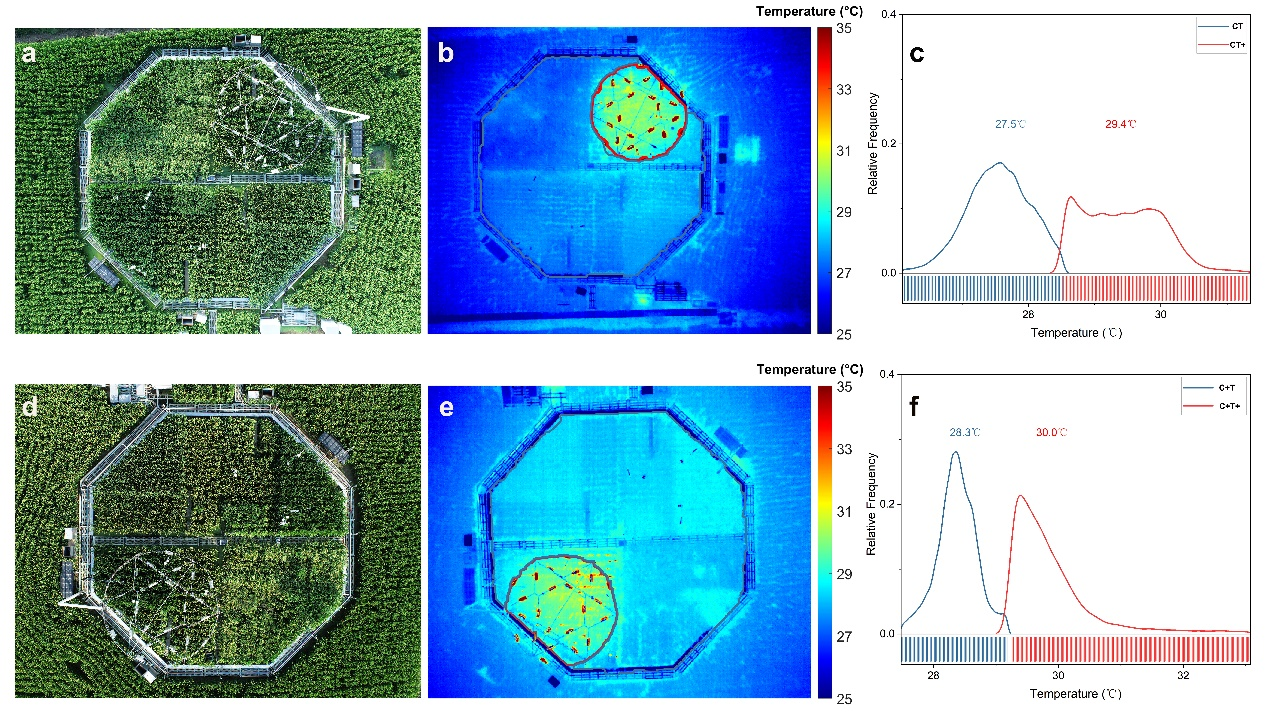 a
b
Temperature (°C)
35
33
31
29
27
25
c
CT
CT+
27.5℃
29.4℃
Relative Frequency
0.4
0.2
0.0
28
30
Temperature (℃)
d
e
Temperature (°C)
35
33
31
29
27
25
f
C+T
C+T+
28.3℃
30.0℃
Relative Frequency
0.4
0.2
0.0
28
30
32
Temperature (℃)